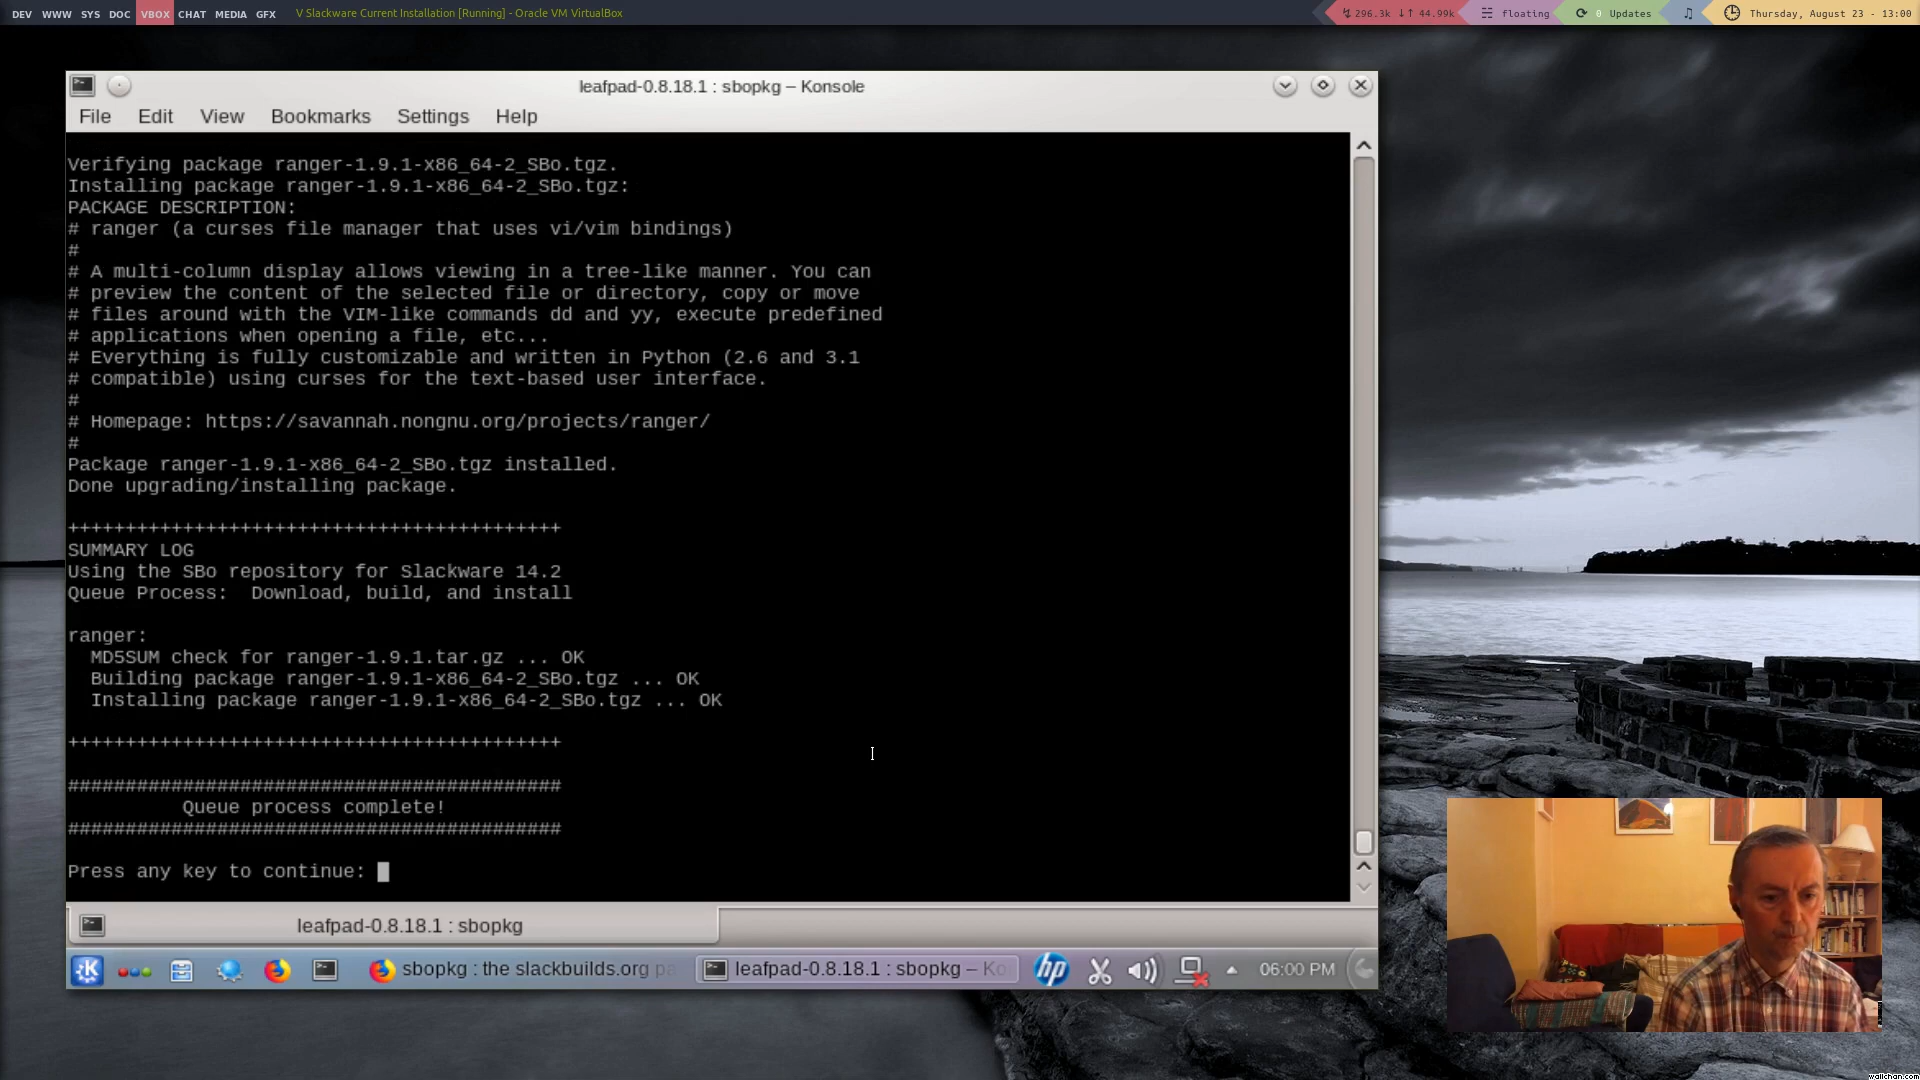 DEV WWW SYS DOC VBOX CHAT MEDIA GFX
V Slackware Current Installation [Running] - Oracle VM VirtualBox
296.3k ↓↑ 44.99k
floating
0 Updates
Thursday, August 23 - 13:00
leafpad-0.8.18.1 : sbopkg – Konsole
File Edit View Bookmarks Settings Help
Verifying package ranger-1.9.1-x86_64-2_SBo.tgz.
Installing package ranger-1.9.1-x86_64-2_SBo.tgz:
PACKAGE DESCRIPTION:
# ranger (a curses file manager that uses vi/vim bindings)
#
# A multi-column display allows viewing in a tree-like manner. You can
# preview the content of the selected file or directory, copy or move
# files around with the VIM-like commands dd and yy, execute predefined
# applications when opening a file, etc...
# Everything is fully customizable and written in Python (2.6 and 3.1
# compatible) using curses for the text-based user interface.
#
# Homepage: https://savannah.nongnu.org/projects/ranger/
#
Package ranger-1.9.1-x86_64-2_SBo.tgz installed.
Done upgrading/installing package.
+++++++++++++++++++++++++++++++++++++++++++
SUMMARY LOG
Using the SBo repository for Slackware 14.2
Queue Process:  Download, build, and install
ranger:
MD5SUM check for ranger-1.9.1.tar.gz ... OK
Building package ranger-1.9.1-x86_64-2_SBo.tgz ... OK
Installing package ranger-1.9.1-x86_64-2_SBo.tgz ... OK
+++++++++++++++++++++++++++++++++++++++++++
###########################################
Queue process complete!
###########################################
Press any key to continue:
leafpad-0.8.18.1 : sbopkg
sbopkg : the slackbuilds.org pa
leafpad-0.8.18.1 : sbopkg – Ko
hp
06:00 PM
wallchan.com